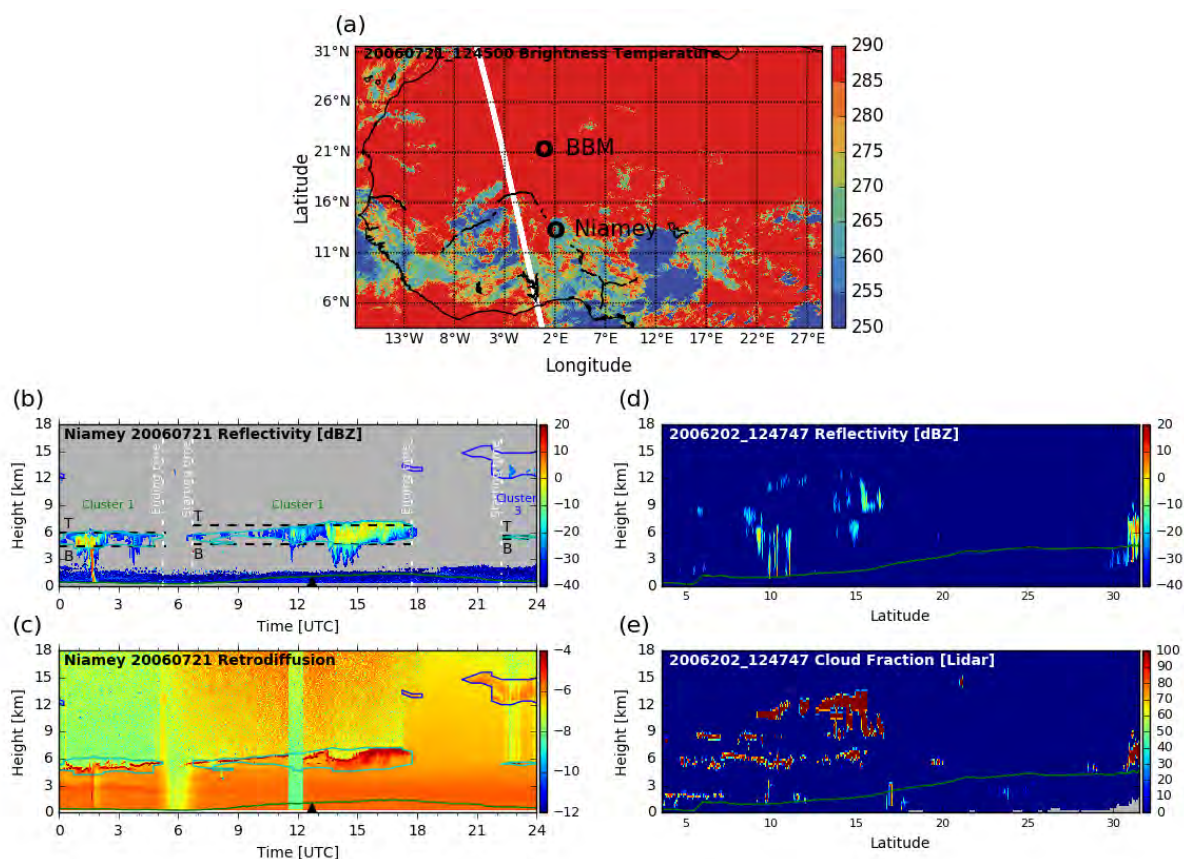 (a)
20060721_124500 Brightness Temperature
31°N
26°N
21°N
16°N
11°N
6°N
Latitude
BBM
Niamey
13°W 8°W 3°W 2°E 7°E 12°E 17°E 22°E 27°E
Longitude
290
285
280
275
270
265
260
255
250
(b)
Niamey 20060721 Reflectivity [dBZ]
18
15
12
9
6
3
0
Height [km]
Cluster 1
Ending time
Starting time
Cluster 1
Ending time
Starting time
Cluster
3
T
B
T
B
T
B
0 3 6 9 12 15 18 21 24
Time [UTC]
20
10
0
−10
−20
−30
−40
(d)
2006202_124747 Reflectivity [dBZ]
18
15
12
9
6
3
0
Height [km]
5 10 15 20 25 30
Latitude
20
10
0
−10
−20
−30
−40
(c)
Niamey 20060721 Retrodiffusion
18
15
12
9
6
3
0
Height [km]
0 3 6 9 12 15 18 21 24
Time [UTC]
−4
−6
−8
−10
−12
(e)
2006202_124747 Cloud Fraction [Lidar]
18
15
12
9
6
3
0
Height [km]
5 10 15 20 25 30
Latitude
100
90
80
70
60
50
40
30
20
10
0